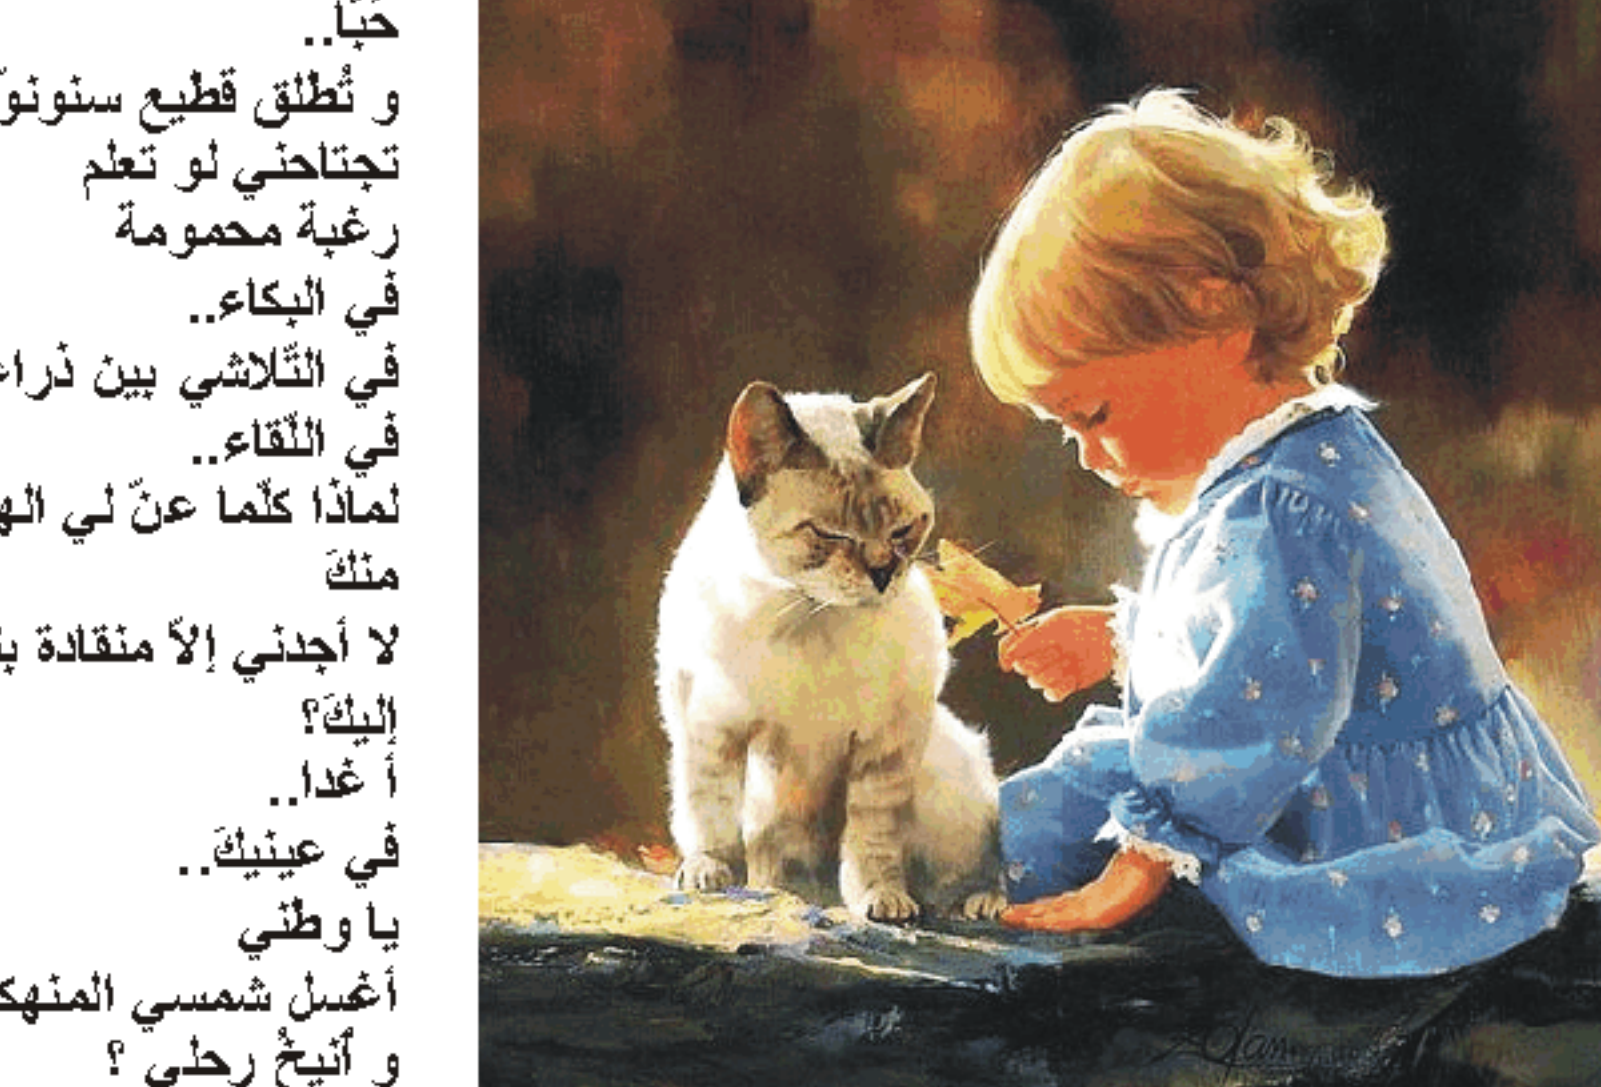 حَبّا..
و تُطلق قطيع
تجتاحني لو تعلم
رغبة محمومة
في البكاء..
في التّلاشي بين
في اللّقاء..
لماذا كلّما عنّ لي
منكَ
لا أجدني إلاّ منقادة
إليكَ؟
أ غدا..
في عينيكَ..
يا وطني
أغسل شمسي
و أنيخُ رحلي ؟